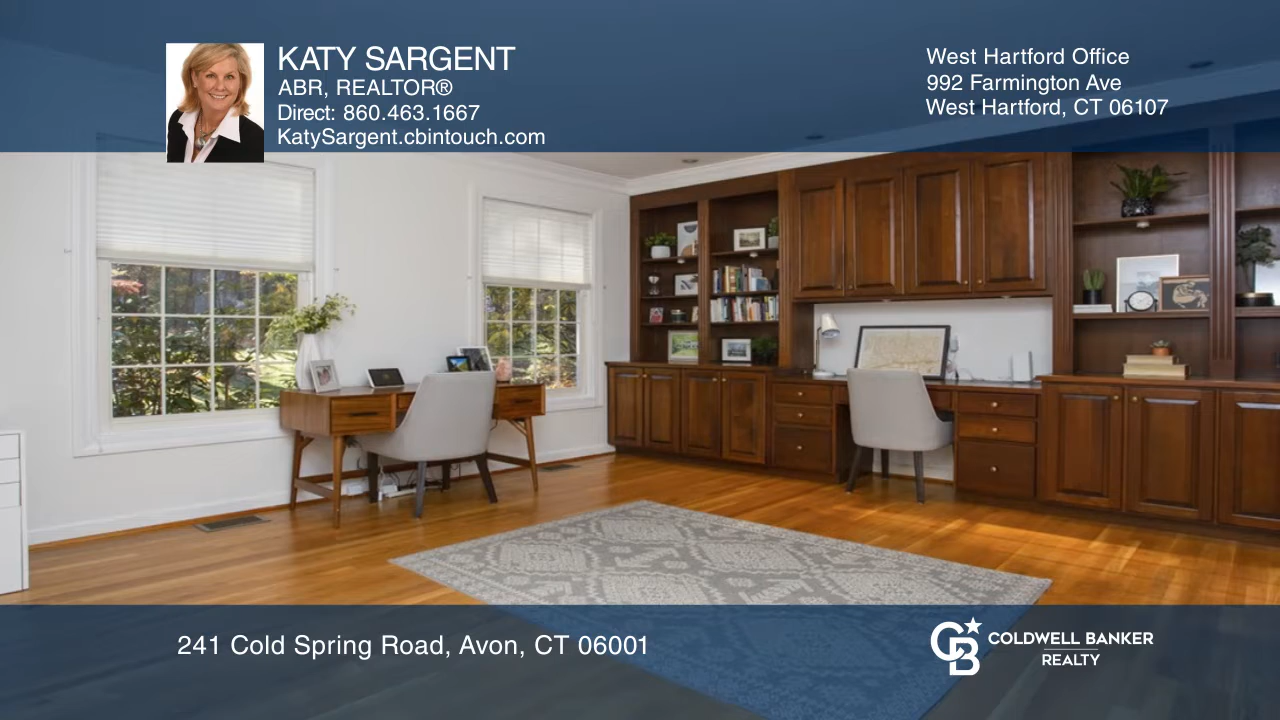 KATY SARGENT
ABR, REALTOR®
Direct: 860.463.1667
KatySargent.cbintouch.com
West Hartford Office
992 Farmington Ave
West Hartford, CT 06107
241 Cold Spring Road, Avon, CT 06001
CB
COLDWELL BANKER
REALTY